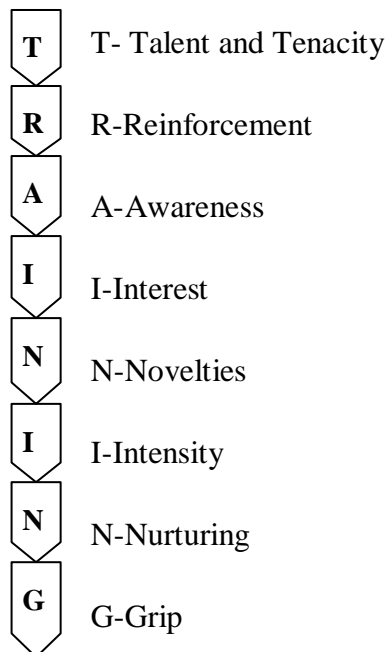 T T- Talent and Tenacity
R R-Reinforcement
A A-Awareness
I I-Interest
N N-Novelties
I I-Intensity
N N-Nurturing
G G-Grip